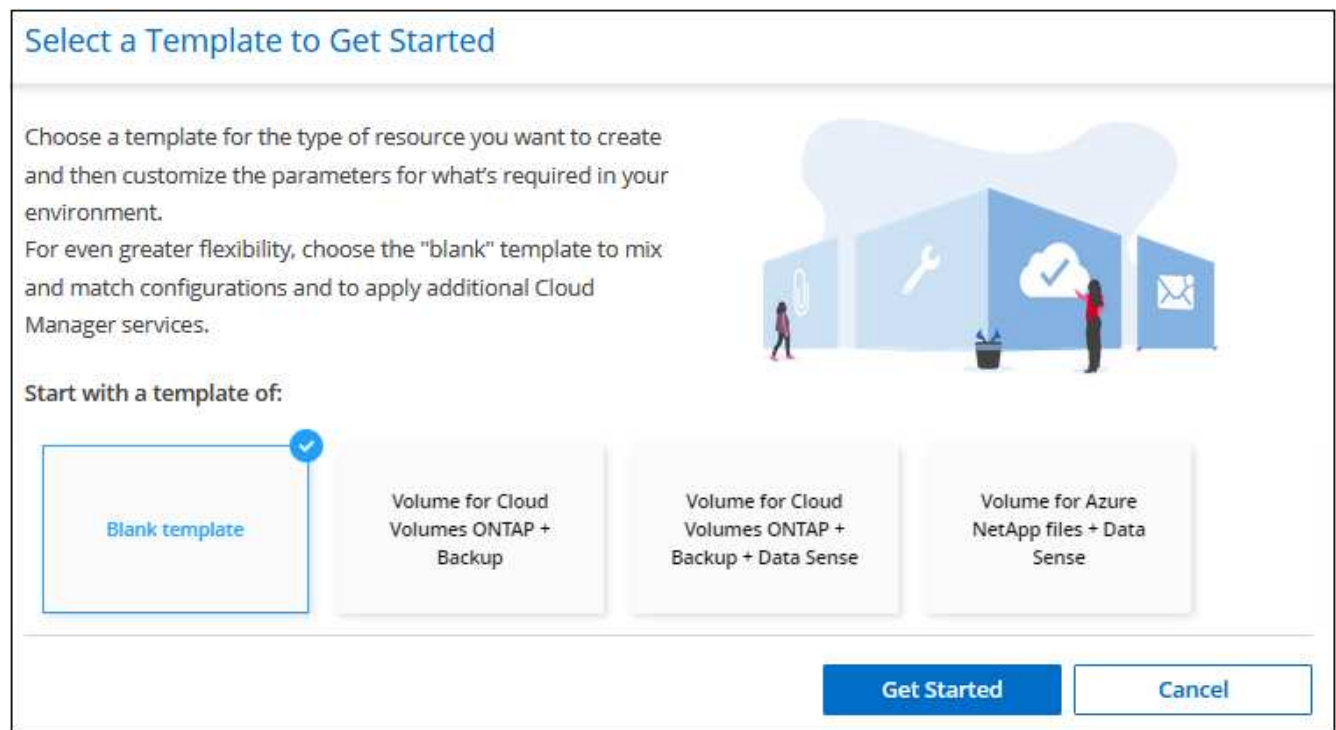 Select a Template to Get Started
Choose a template for the type of resource you want to create
and then customize the parameters for what's required in your
environment.
For even greater flexibility, choose the "blank" template to mix
and match configurations and to apply additional Cloud
Manager services.
Start with a template of:
Blank template
Volume for Cloud
Volumes ONTAP +
Backup
Volume for Cloud
Volumes ONTAP +
Backup + Data Sense
Volume for Azure
NetApp files + Data
Sense
Get Started
Cancel